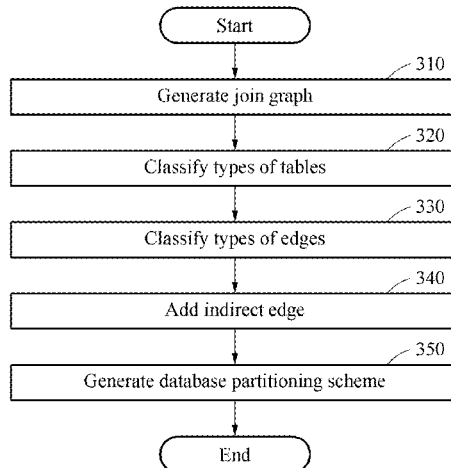 Start
310
Generate join graph
320
Classify types of tables
330
Classify types of edges
340
Add indirect edge
350
Generate database partitioning scheme
End